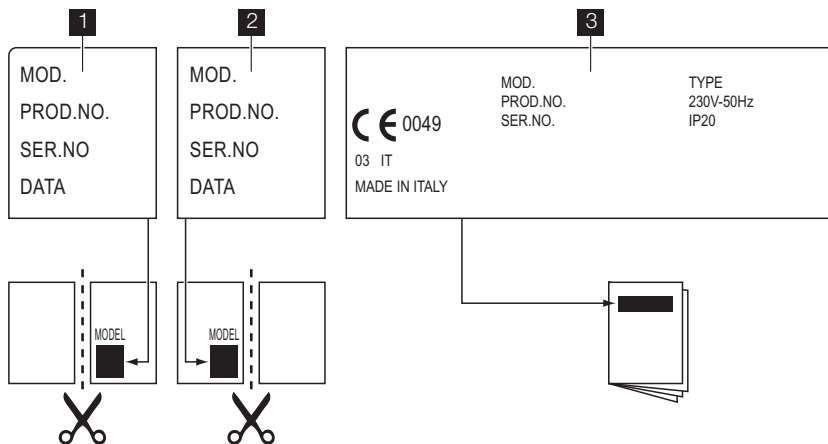 1
MOD.
PROD.NO.
SER.NO
DATA
2
MOD.
PROD.NO.
SER.NO
DATA
3
CE 0049
03 IT
MADE IN ITALY
MOD.
PROD.NO.
SER.NO.
TYPE
230V-50Hz
IP20
MODEL
MODEL